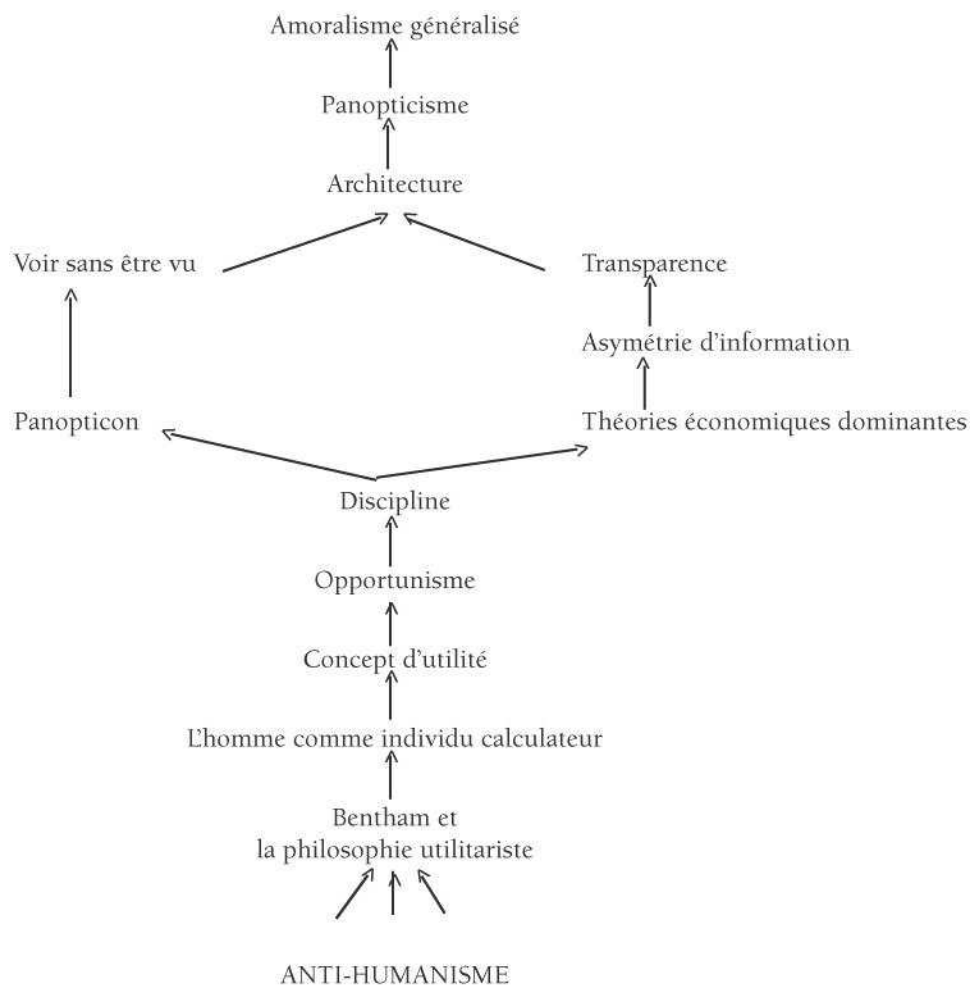 Amoralisme généralisé
Panopticisme
Architecture
Voir sans être vu
Transparence
Asymétrie d'information
Panopticon
Théories économiques dominantes
Discipline
Opportunisme
Concept d'utilité
L'homme comme individu calculateur
Bentham et
la philosophie utilitariste
ANTI-HUMANISME